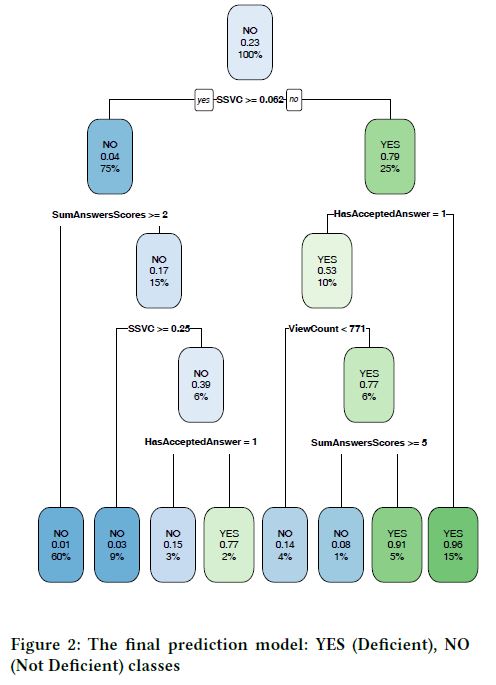 NO
0.23
100%
yes SSVC >= 0.062 no
NO
0.04
75%
YES
0.79
25%
SumAnswersScores >= 2
HasAcceptedAnswer = 1
NO
0.17
15%
YES
0.53
10%
SSVC >= 0.25
ViewCount < 771
NO
0.39
6%
YES
0.77
6%
HasAcceptedAnswer = 1
SumAnswersScores >= 5
NO
0.01
60%
NO
0.03
9%
NO
0.15
3%
YES
0.77
2%
NO
0.14
4%
NO
0.08
1%
YES
0.91
5%
YES
0.96
15%
Figure 2: The final prediction model: YES (Deficient), NO
(Not Deficient) classes